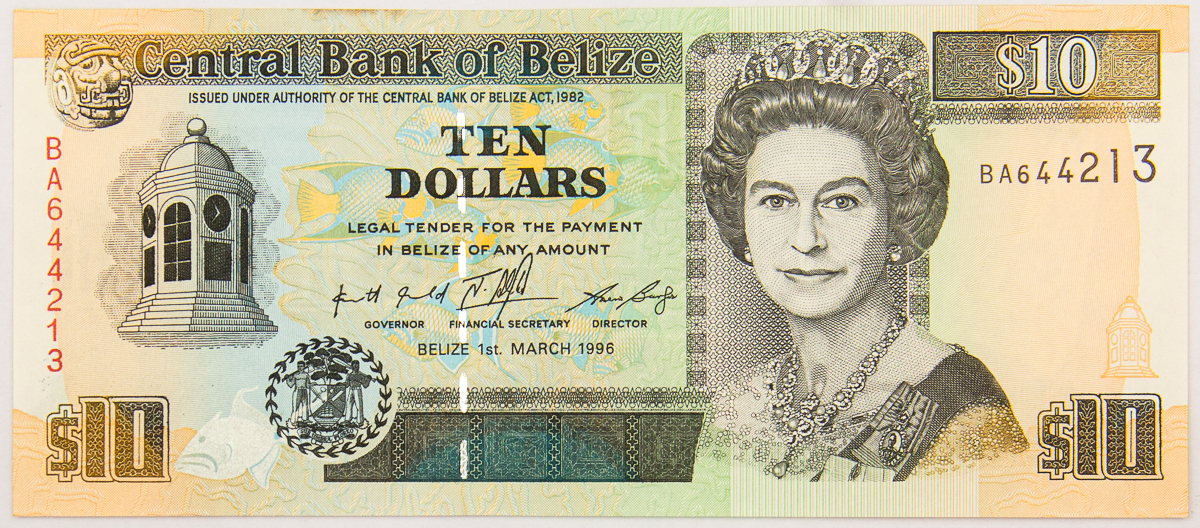 Central Bank of Belize
$10
ISSUED UNDER AUTHORITY OF THE CENTRAL BANK OF BELIZE ACT, 1982
TEN
DOLLARS
BA644213
BA644213
LEGAL TENDER FOR THE PAYMENT
IN BELIZE OF ANY AMOUNT
GOVERNOR FINANCIAL SECRETARY DIRECTOR
BELIZE 1st. MARCH 1996
$10
$10